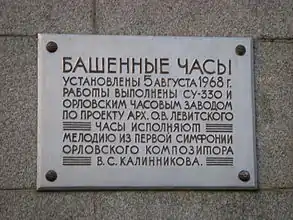 БАШЕННЫЕ ЧАСЫ
УСТАНОВЛЕНЫ 5 АВГУСТА 1968 г.
РАБОТЫ ВЫПОЛНЕНЫ СУ-330 И
ОРЛОВСКИМ ЧАСОВЫМ ЗАВОДОМ
ПО ПРОЕКТУ АРХ. О.В. ЛЕВИТСКОГО
ЧАСЫ ИСПОЛНЯЮТ
МЕЛОДИЮ ИЗ ПЕРВОЙ СИМФОНИИ
ОРЛОВСКОГО КОМПОЗИТОРА
В.С. КАЛИННИКОВА.